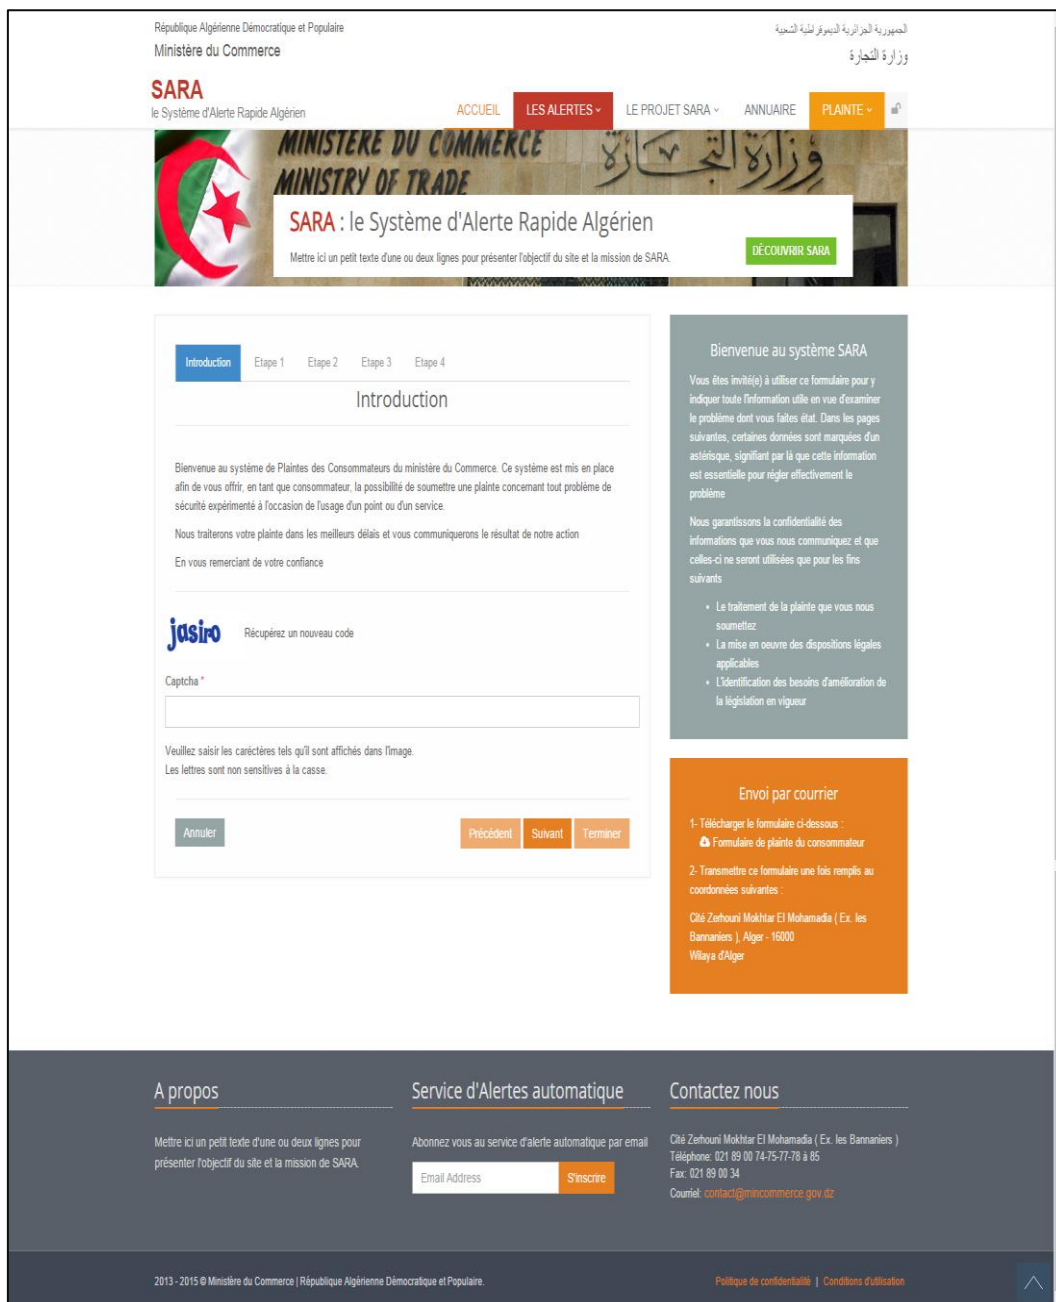 République Algérienne Démocratique et Populaire
الجمهورية الجزائرية الديموقراطية الشعبية
Ministère du Commerce
وزارة التجارة
SARA
le Système d'Alerte Rapide Algérien
ACCUEIL
LES ALERTES
LE PROJET SARA
ANNUAIRE
PLAINTE
MINISTERE DU COMMERCE
وزارة التجارة
MINISTRY OF TRADE
SARA : le Système d'Alerte Rapide Algérien
Mettre ici un petit texte d'une ou deux lignes pour présenter l'objectif du site et la mission de SARA.
DÉCOUVRIR SARA
Introduction
Etape 1
Etape 2
Etape 3
Etape 4
Introduction
Bienvenue au système de Plaintes des Consommateurs du ministère du Commerce. Ce système est mis en place
afin de vous offrir, en tant que consommateur, la possibilité de soumettre une plainte concernant tout problème de
sécurité expérimenté à l'occasion de l'usage d'un point ou d'un service.
Nous traiterons votre plainte dans les meilleurs délais et vous communiquerons le résultat de notre action
En vous remerciant de votre confiance
jasiro
Récupérez un nouveau code
Captcha *
Veuillez saisir les caréctères tels qu'il sont affichés dans l'image.
Les lettres sont non sensitives à la casse.
Annuler
Précédent
Suivant
Terminer
Bienvenue au système SARA
Vous êtes invité(e) à utiliser ce formulaire pour y
indiquer toute l'information utile en vue d'examiner
le problème dont vous faites état. Dans les pages
suivantes, certaines données sont marquées d'un
astérisque, signifiant par là que cette information
est essentielle pour régler effectivement le
problème
Nous garantissons la confidentialité des
informations que vous nous communiquez et que
celles-ci ne seront utilisées que pour les fins
suivants
• Le traitement de la plainte que vous nous
soumettez
• La mise en oeuvre des dispositions légales
applicables
• L'identification des besoins d'amélioration de
la législation en vigueur
Envoi par courrier
1- Télécharger le formulaire ci-dessous :
Formulaire de plainte du consommateur
2- Transmettre ce formulaire une fois remplis au
coordonnées suivantes :
Cité Zerhouni Mokhtar El Mohamadia ( Ex. les
Bannaniers ), Alger - 16000
Wilaya d'Alger
A propos
Mettre ici un petit texte d'une ou deux lignes pour
présenter l'objectif du site et la mission de SARA.
Service d'Alertes automatique
Abonnez vous au service d'alerte automatique par email
Email Address
S'inscrire
Contactez nous
Cité Zerhouni Mokhtar El Mohamadia ( Ex. les Bannaniers )
Téléphone: 021 89 00 74-75-77-78 à 85
Fax: 021 89 00 34
Courriel: contact@mincommerce.gov.dz
2013 - 2015 © Ministère du Commerce | République Algérienne Démocratique et Populaire.
Politique de confidentialité | Conditions d'utilisation